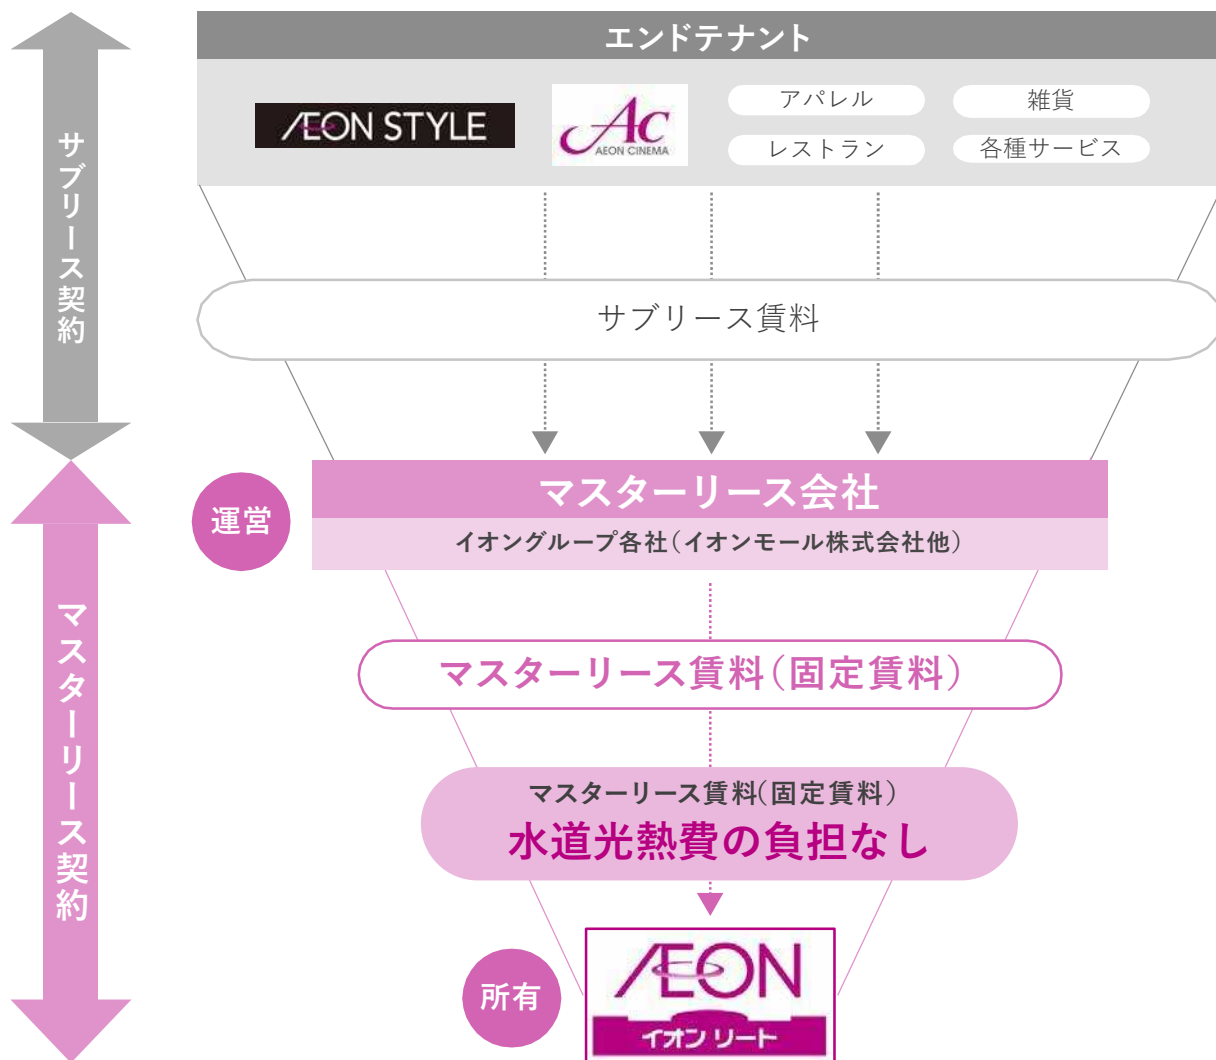 エンドテナント
ÆON STYLE
Ac
AEON CINEMA
アパレル
雑貨
レストラン
各種サービス
サブリース契約
サブリース賃料
運営
マスターリース会社
イオングループ各社(イオンモール株式会社他)
マスターリース契約
マスターリース賃料(固定賃料)
マスターリース賃料(固定賃料)
水道光熱費の負担なし
所有
ÆON
イオン リート